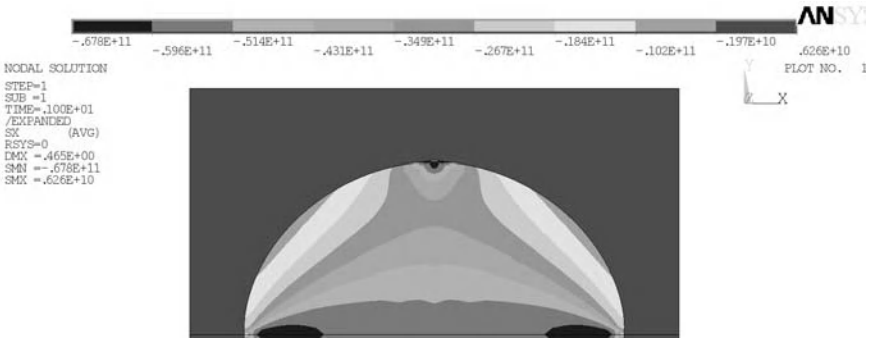 ANSYS
-.678E+11 -.596E+11 -.514E+11 -.431E+11 -.349E+11 -.267E+11 -.184E+11 -.102E+11 -.197E+10 .626E+10
NODAL SOLUTION
PLOT NO. 1
STEP=1
SUB =1
TIME=.100E+01
/EXPANDED
SX (AVG)
RSYS=0
DMX =.465E+00
SMN =-.678E+11
SMX =.626E+10
Y
Z X